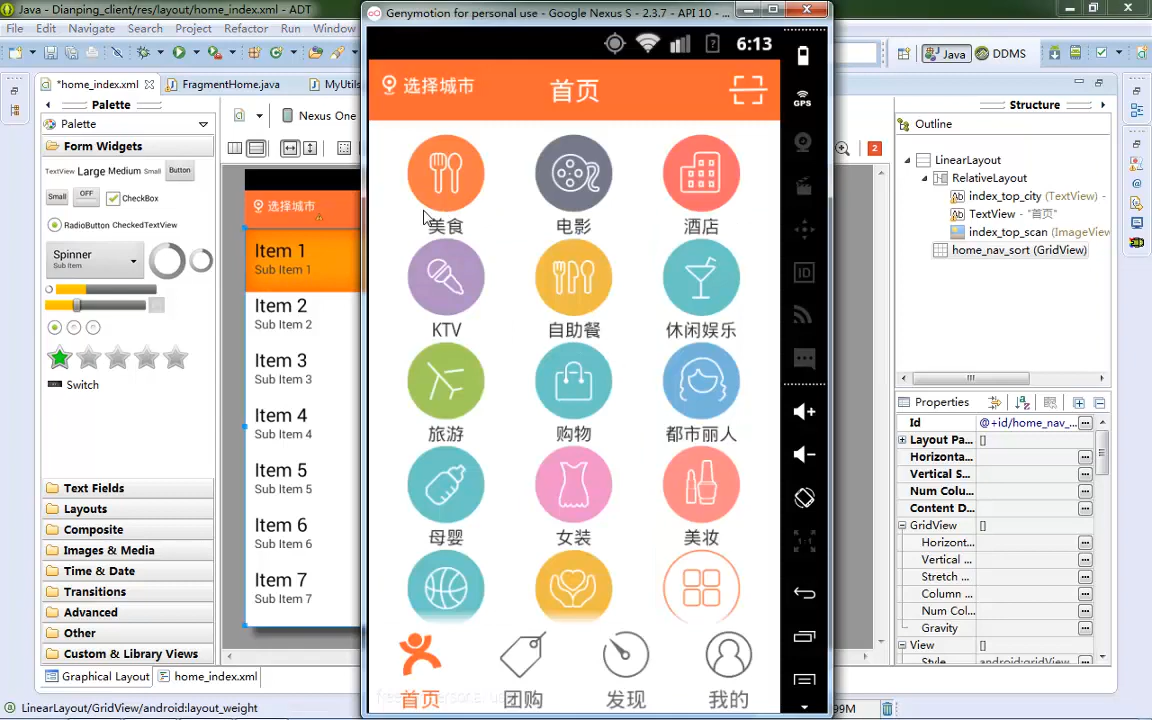 Java - Dianping_client/res/layout/home_index.xml - ADT
Genymotion for personal use - Google Nexus S - 2.3.7 - API 10 - ...
File Edit Navigate Search Project Refactor Run Window
6:13
Java DDMS
*home_index.xml FragmentHome.java MyUtils
Palette
Palette
Form Widgets
TextView Large Medium Small Button
Small OFF CheckBox
RadioButton CheckedTextView
Spinner
Sub Item
Switch
Text Fields
Layouts
Composite
Images & Media
Time & Date
Transitions
Advanced
Other
Custom & Library Views
Graphical Layout home_index.xml
LinearLayout/GridView/android:layout_weight
Nexus One
选择城市
Item 1
Sub Item 1
Item 2
Sub Item 2
Item 3
Sub Item 3
Item 4
Sub Item 4
Item 5
Sub Item 5
Item 6
Sub Item 6
Item 7
Sub Item 7
选择城市 首页
美食 电影 酒店
KTV 自助餐 休闲娱乐
旅游 购物 都市丽人
母婴 女装 美妆
首页 团购 发现 我的
GPS
ID
1:1
2
Structure
Outline
LinearLayout
RelativeLayout
index_top_city (TextView) -
TextView - "首页"
index_top_scan (ImageView
home_nav_sort (GridView)
Properties
Id @+id/home_nav_...
Layout Pa... []
Horizonta...
Vertical S...
Num Colu...
Content D...
GridView []
Horizont...
Vertical ...
Stretch ...
Column ...
Num Col...
Gravity
View []
Style android:gridView...
99M